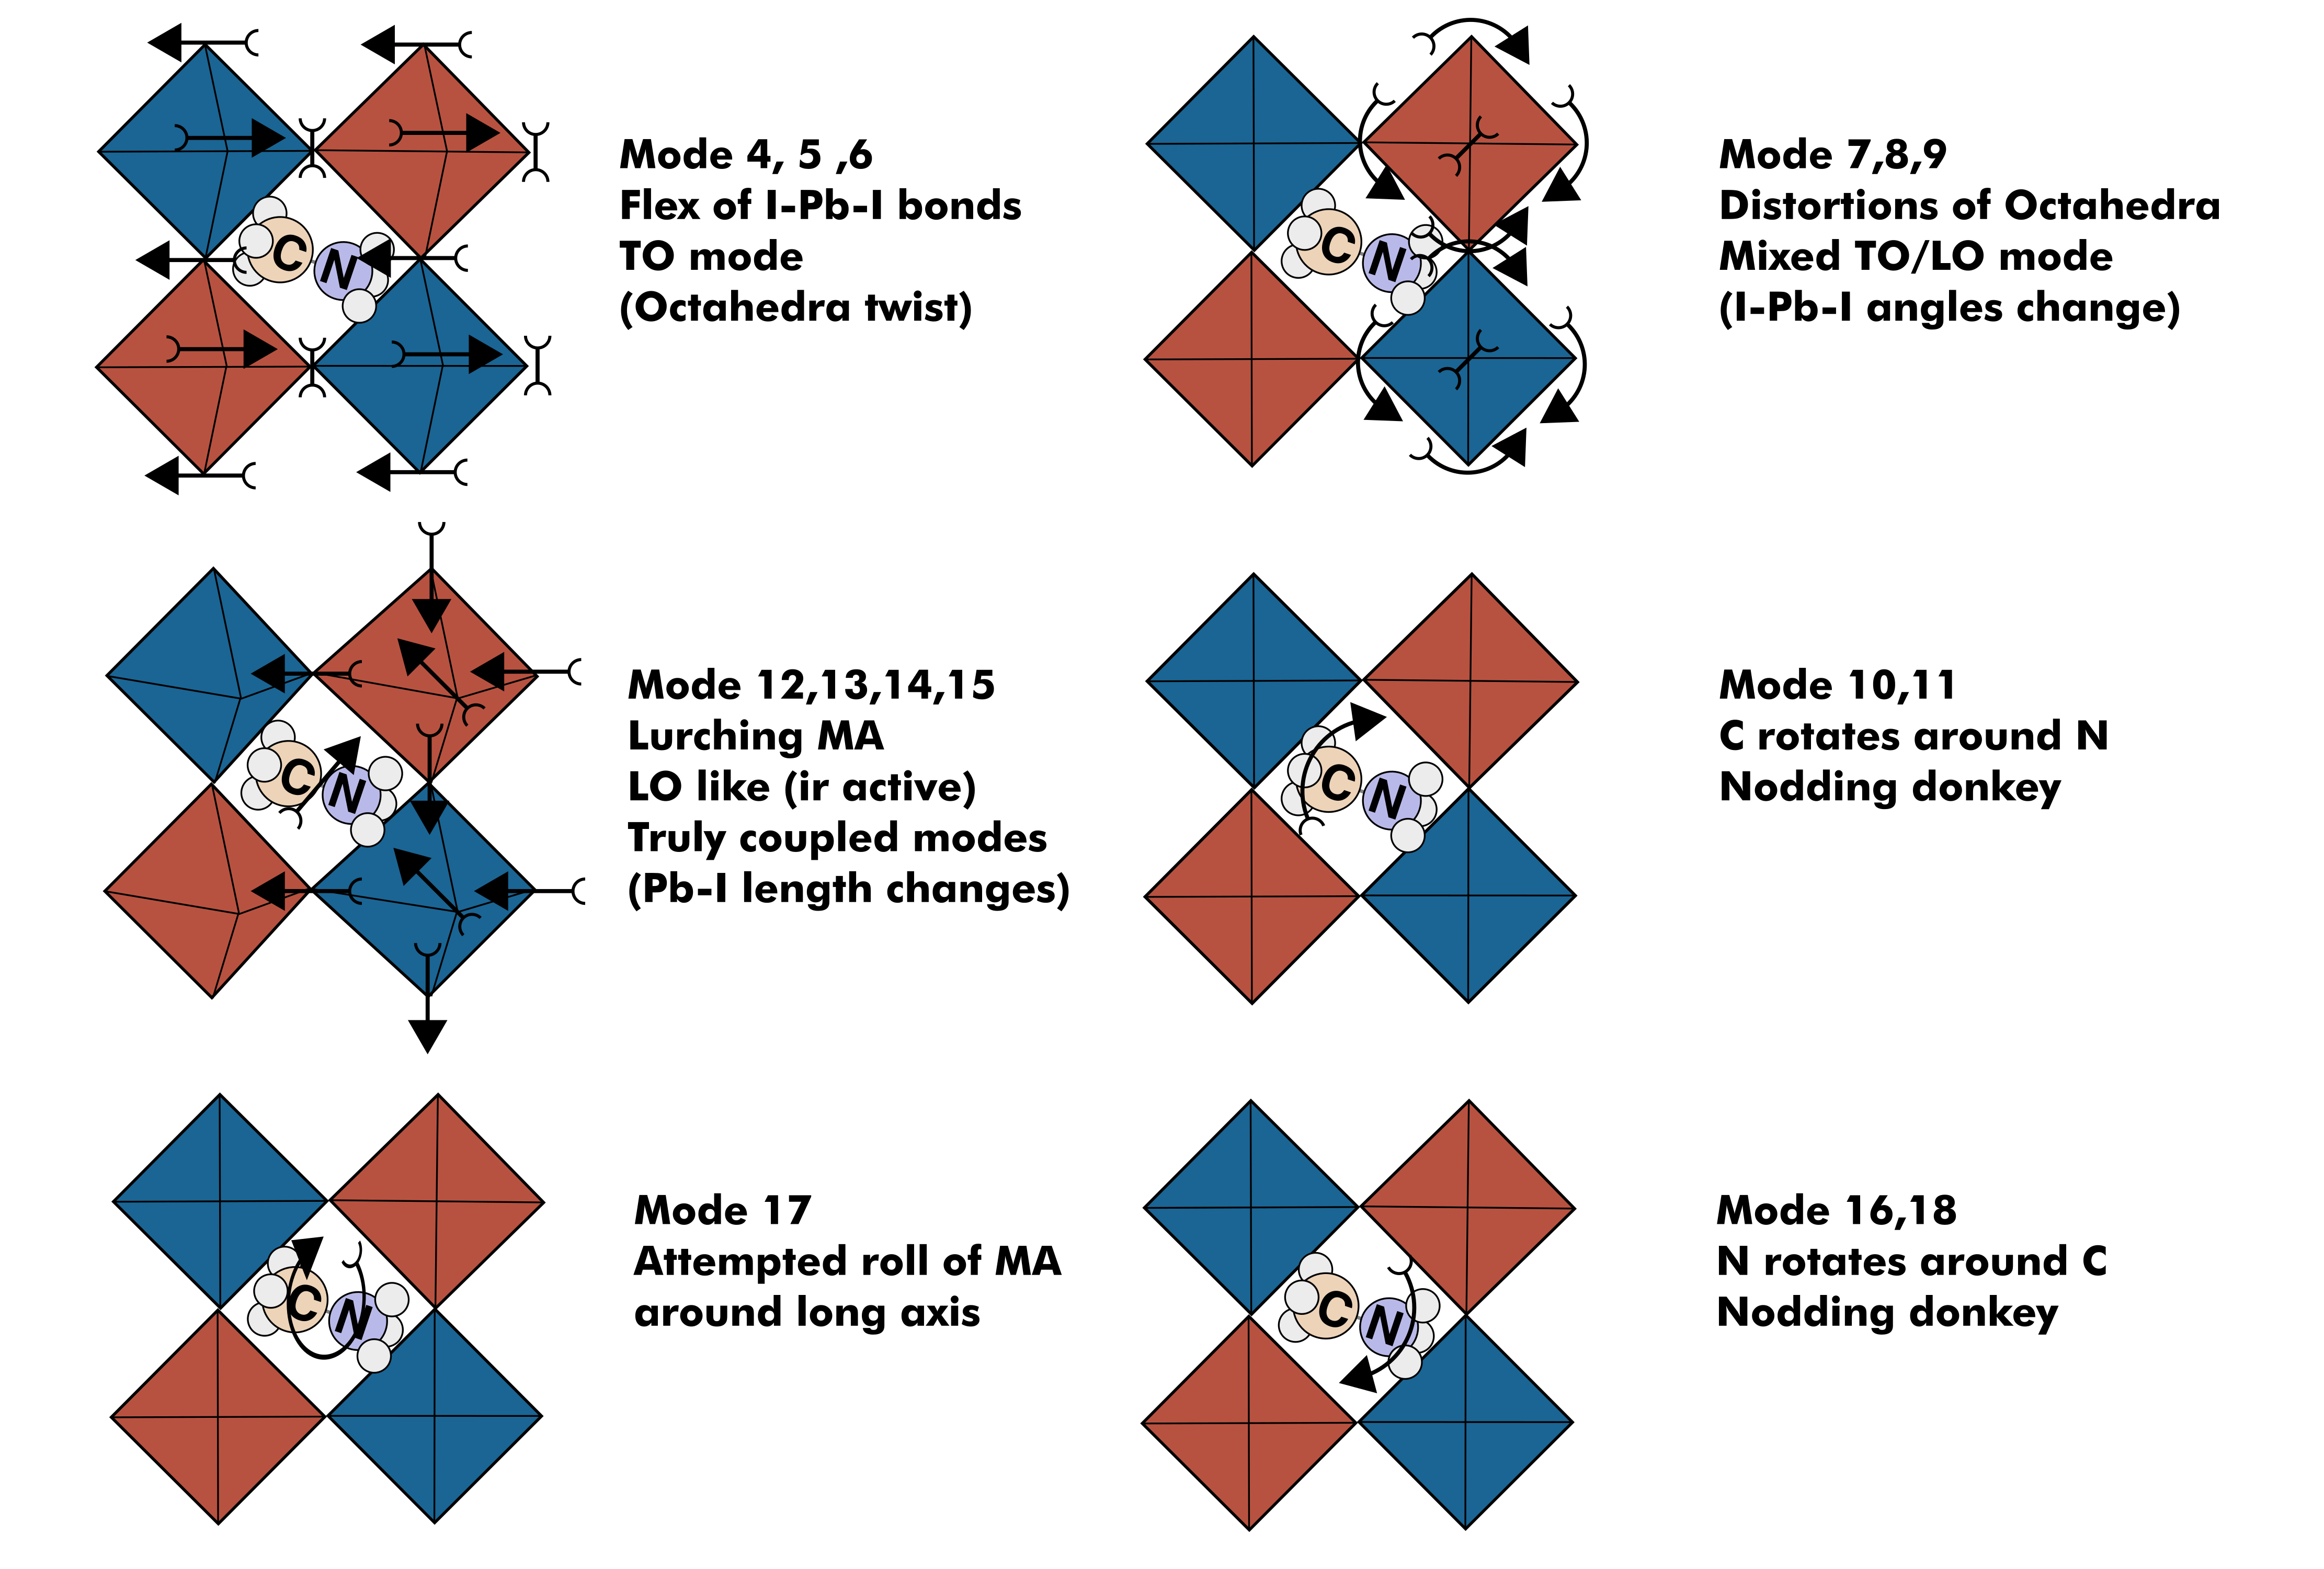 C N
Mode 4, 5 ,6
Flex of I-Pb-I bonds
TO mode
(Octahedra twist)
C N
Mode 7,8,9
Distortions of Octahedra
Mixed TO/LO mode
(I-Pb-I angles change)
C N
Mode 12,13,14,15
Lurching MA
LO like (ir active)
Truly coupled modes
(Pb-I length changes)
C N
Mode 10,11
C rotates around N
Nodding donkey
C N
Mode 17
Attempted roll of MA
around long axis
C N
Mode 16,18
N rotates around C
Nodding donkey